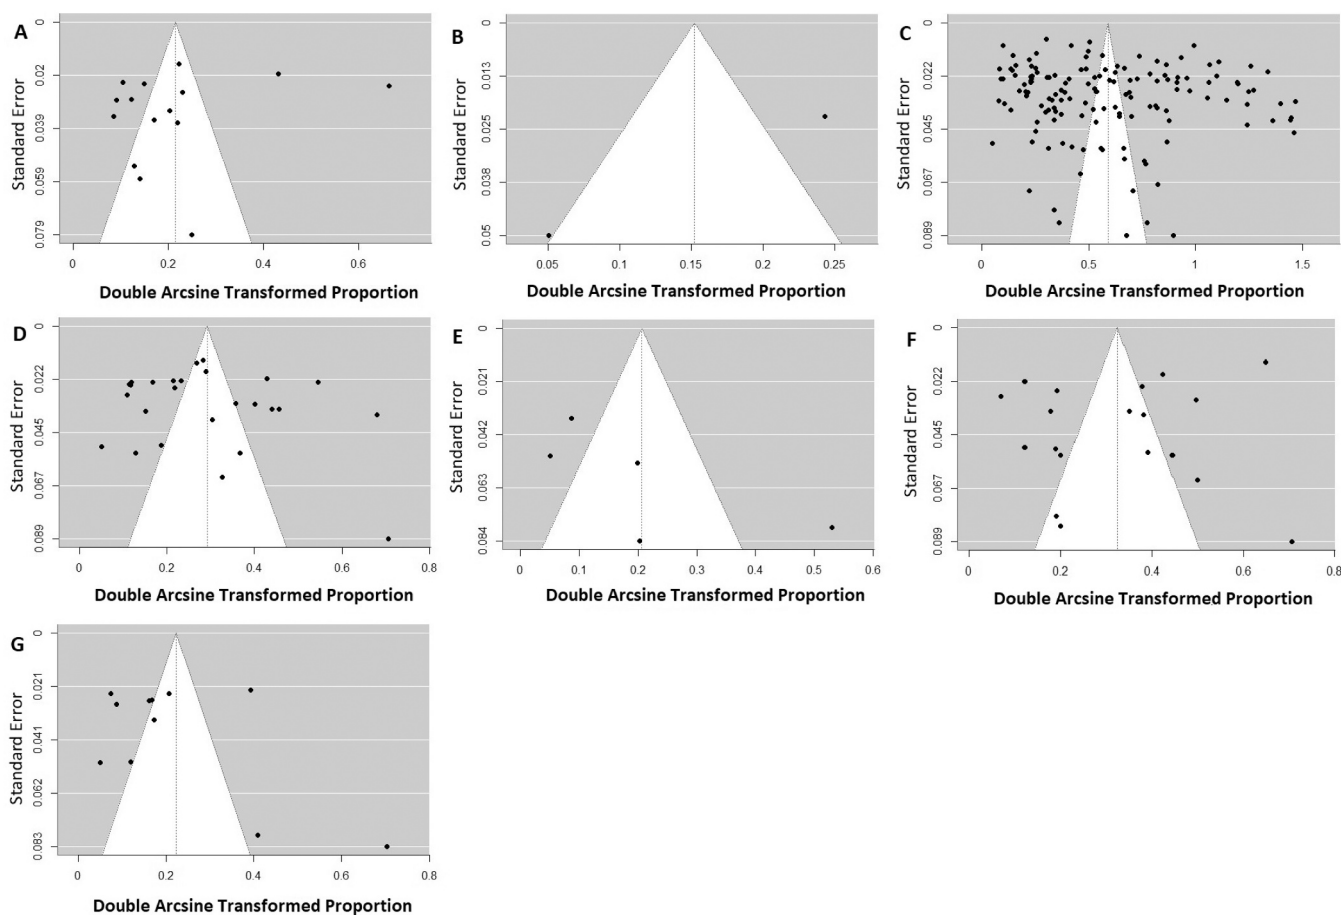 A
Standard Error
0
0.02
0.039
0.059
0.079
0 0.2 0.4 0.6
Double Arcsine Transformed Proportion
B
Standard Error
0
0.013
0.025
0.038
0.05
0.05 0.1 0.15 0.2 0.25
Double Arcsine Transformed Proportion
C
Standard Error
0
0.022
0.045
0.067
0.089
0 0.5 1 1.5
Double Arcsine Transformed Proportion
D
Standard Error
0
0.022
0.045
0.067
0.089
0 0.2 0.4 0.6 0.8
Double Arcsine Transformed Proportion
E
Standard Error
0
0.021
0.042
0.063
0.084
0 0.1 0.2 0.3 0.4 0.5 0.6
Double Arcsine Transformed Proportion
F
Standard Error
0
0.022
0.045
0.067
0.089
0 0.2 0.4 0.6 0.8
Double Arcsine Transformed Proportion
G
Standard Error
0
0.021
0.041
0.062
0.083
0 0.2 0.4 0.6 0.8
Double Arcsine Transformed Proportion